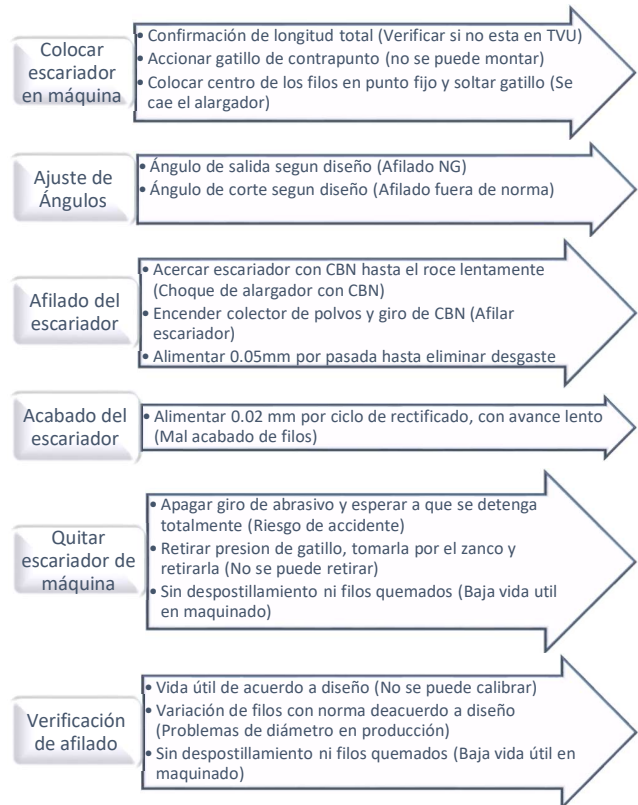 Colocar
escariador
en máquina
• Confirmación de longitud total (Verificar si no esta en TVU)
• Accionar gatillo de contrapunto (no se puede montar)
• Colocar centro de los filos en punto fijo y soltar gatillo (Se
cae el alargador)
Ajuste de
Ángulos
• Ángulo de salida segun diseño (Afilado NG)
• Ángulo de corte segun diseño (Afilado fuera de norma)
Afilado del
escariador
• Acercar escariador con CBN hasta el roce lentamente
(Choque de alargador con CBN)
• Encender colector de polvos y giro de CBN (Afilar
escariador)
• Alimentar 0.05mm por pasada hasta eliminar desgaste
Acabado del
escariador
• Alimentar 0.02 mm por ciclo de rectificado, con avance lento
(Mal acabado de filos)
Quitar
escariador de
máquina
• Apagar giro de abrasivo y esperar a que se detenga
totalmente (Riesgo de accidente)
• Retirar presion de gatillo, tomarla por el zanco y
retirarla (No se puede retirar)
• Sin despostillamiento ni filos quemados (Baja vida util
en maquinado)
Verificación
de afilado
• Vida útil de acuerdo a diseño (No se puede calibrar)
• Variación de filos con norma deacuerdo a diseño
(Problemas de diámetro en producción)
• Sin despostillamiento ni filos quemados (Baja vida útil en
maquinado)